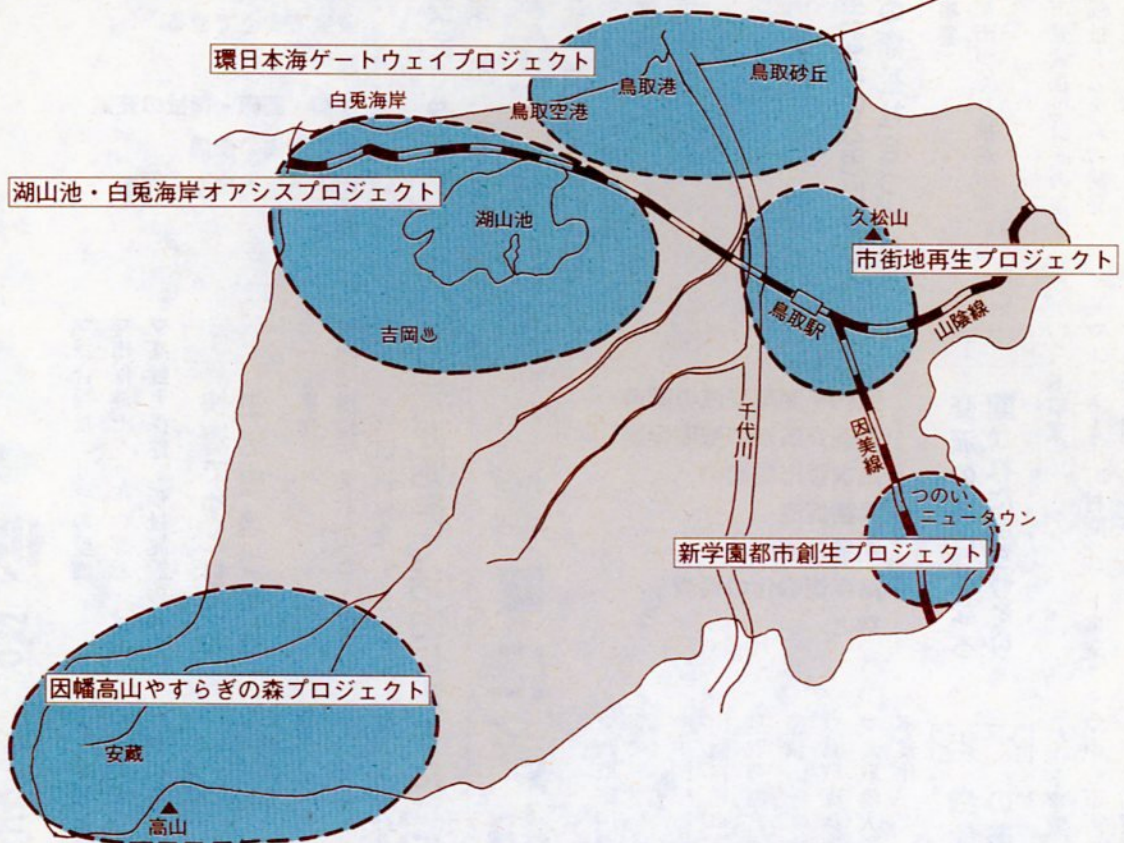 環日本海ゲートウェイプロジェクト
鳥取砂丘
鳥取港
鳥取空港
白兎海岸
湖山池・白兎海岸オアシスプロジェクト
湖山池
吉岡♨
久松山
市街地再生プロジェクト
鳥取駅
山陰線
千代川
因美線
つのい
ニュータウン
新学園都市創生プロジェクト
因幡高山やすらぎの森プロジェクト
安蔵
高山